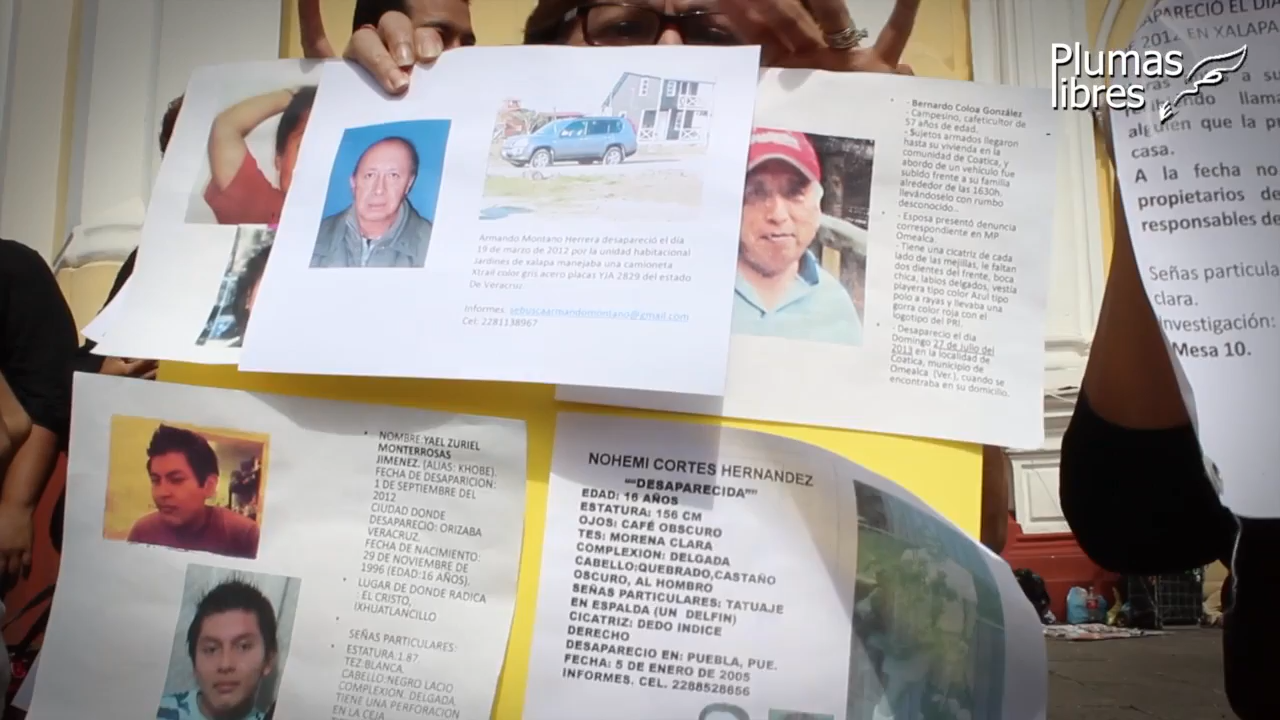 Plumas
libres
Armando Montano Herrera desapareció el dia
19 de marzo de 2012 por la unidad habitacional
Jardines de xalapa manejaba una camioneta
Xtrail color gris acero placas YJA 2829 del estado
De Veracruz.
Informes: yebuscaarmandomontano@gmail.com
Cel: 2281138967
- Bernardo Coloa González
- Campesino, cafeticultor de
57 años de edad.
- Sujetos armados llegaron
hasta su vivienda en la
comunidad de Coatica, y
abordo de un vehículo fue
subido frente a su familia
alrededor de las 1630h.
llevándoselo con rumbo
desconocido..
- Esposa presentó denuncia
correspondiente en MP
Omealca.
- Tiene una cicatriz de cada
lado de las mejillas, le faltan
dos dientes del frente, boca
chica, labios delgados, vestía
playera tipo color Azul tipo
polo a rayas y llevaba una
gorra color roja con el
logotipo del PRI.
- Desapareció el dia
Domingo 27 de Julio del
2013 en la localidad de
Coatica, municipio de
Omealca (Ver.), cuando se
encontraba en su domicilio.
APARECIÓ EL DIA
2012 EN XALAPA
a su
llama
alguien que la
casa.
A la fecha no
propietarios de
responsables de
Señas particula
clara.
Investigación:
Mesa 10.
NOMBRE:YAEL ZURIEL
MONTERROSAS
JIMENEZ. (ALIAS: KHOBE).
FECHA DE DESAPARICION:
1 DE SEPTIEMBRE DEL
2012
CIUDAD DONDE
DESAPARECIO: ORIZABA
VERACRUZ.
FECHA DE NACIMIENTO:
29 DE NOVIEMBRE DE
1996 (EDAD:16 AÑOS).
LUGAR DE DONDE RADICA
: EL CRISTO,
IXHUATLANCILLO
SEÑAS PARTICULARES:
ESTATURA.1.87
TEZ.BLANCA.
CABELLO:NEGRO LACIO
COMPLEXION. DELGADA,
TIENE UNA PERFORACION
EN LA CEJA
NOHEMI CORTES HERNANDEZ
""DESAPARECIDA""
EDAD: 16 AÑOS
ESTATURA: 156 CM
OJOS: CAFÉ OBSCURO
TES: MORENA CLARA
COMPLEXION: DELGADA
CABELLO;QUEBRADO,CASTAÑO
OSCURO, AL HOMBRO
SEÑAS PARTICULARES: TATUAJE
EN ESPALDA (UN DELFIN)
CICATRIZ: DEDO INDICE
DERECHO
DESAPARECIO EN: PUEBLA, PUE.
FECHA: 5 DE ENERO DE 2005
INFORMES. CEL. 2288528656